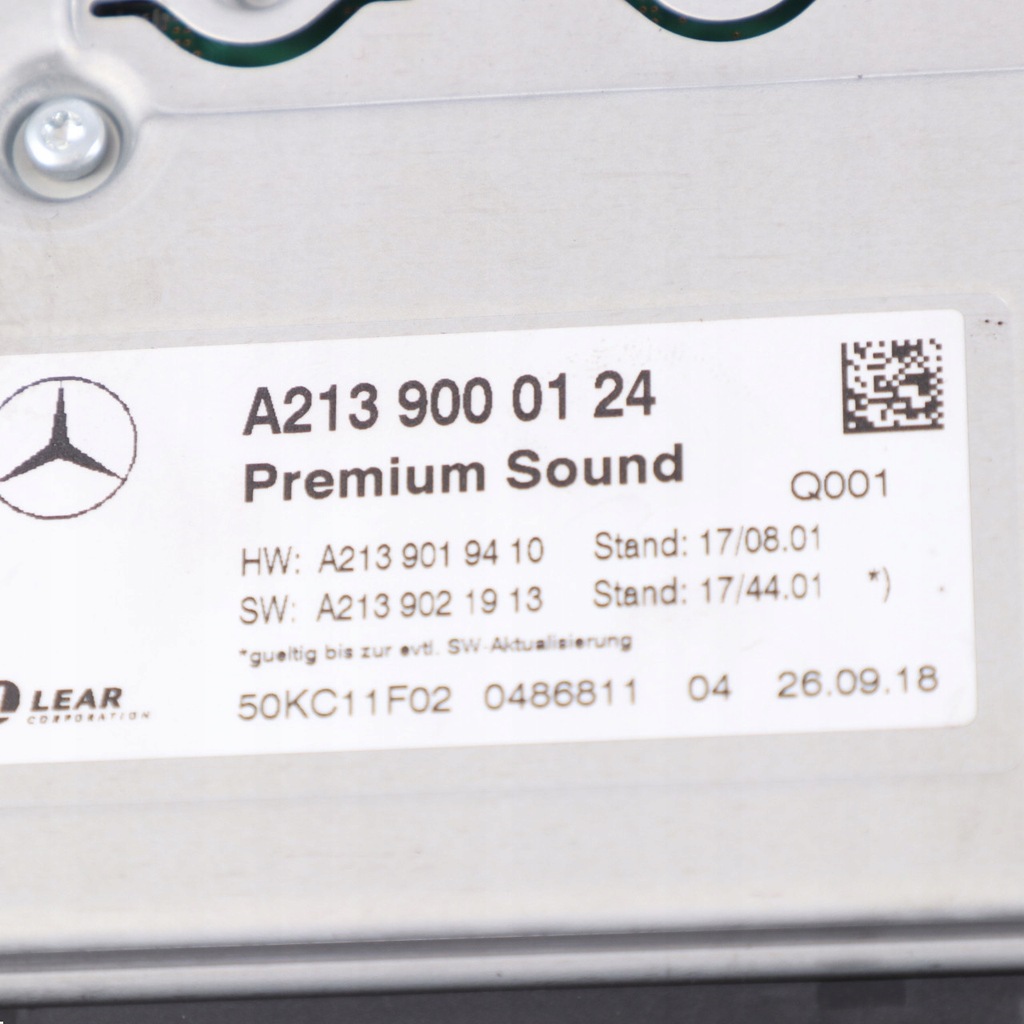 A213 900 01 24
Premium Sound
Q001
HW: A213 901 94 10 Stand: 17/08.01
SW: A213 902 19 13 Stand: 17/44.01 *)
*gueltig bis zur evtl. SW-Aktualisierung
LEAR
CORPORATION
50KC11F02 0486811 04 26.09.18